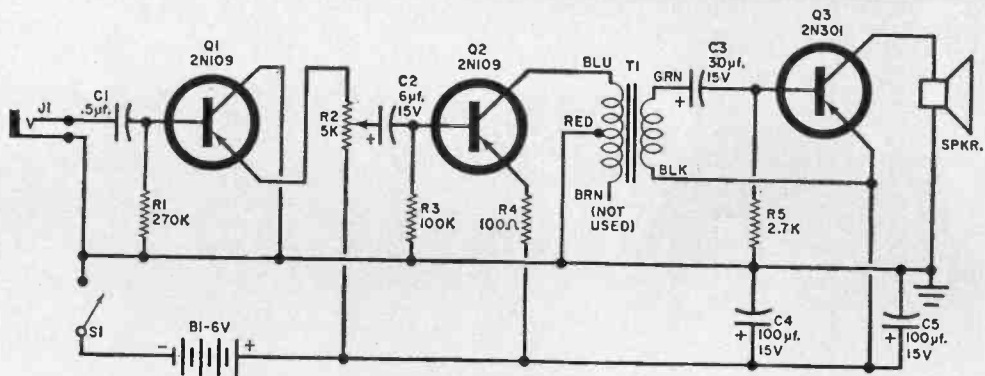 Q1
2N109
J1
C1
.5µf.
R1
270K
R2
5K
C2
6µf.
15V
+
Q2
2N109
R3
100K
R4
100Ω
BLU
T1
RED
BRN
(NOT
USED)
GRN
BLK
C3
30µf.
15V
+
Q3
2N301
R5
2.7K
SPKR.
S1
B1-6V
-
+
C4
100µf.
15V
+
C5
100µf.
15V
+